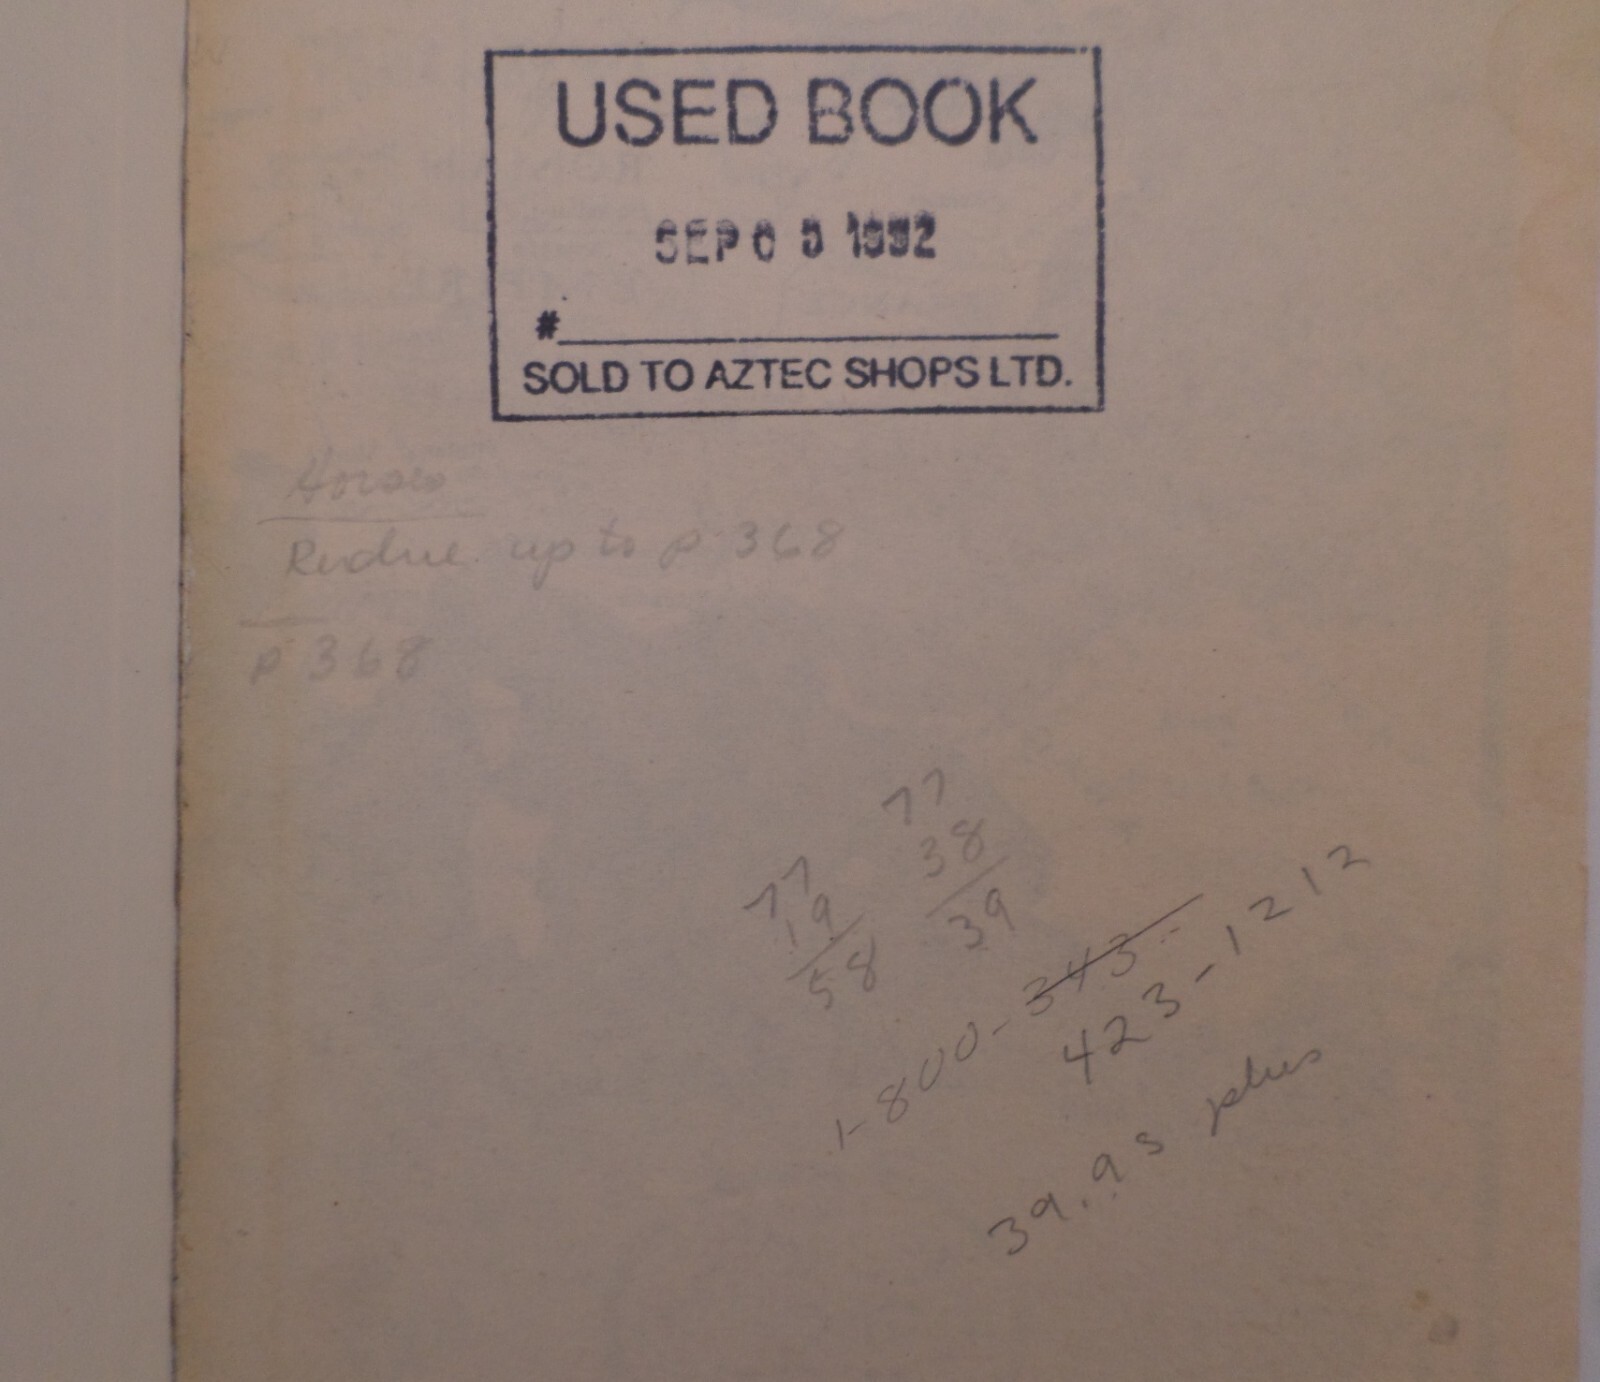 USED BOOK
SEP 0 1992
#
SOLD TO AZTEC SHOPS LTD.
up to p 368
p 368
77
38
39
77
19
58
1-800-343-
423-1212
39.95 plus